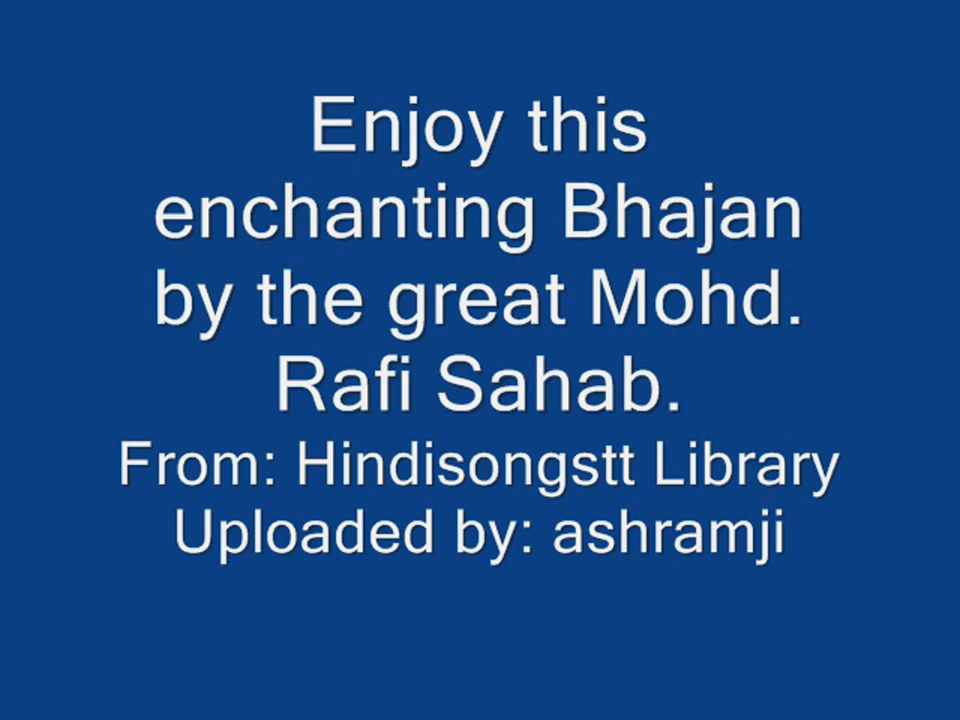 Enjoy this
enchanting Bhajan
by the great Mohd.
Rafi Sahab.
From: Hindisongstt Library
Uploaded by: ashramji